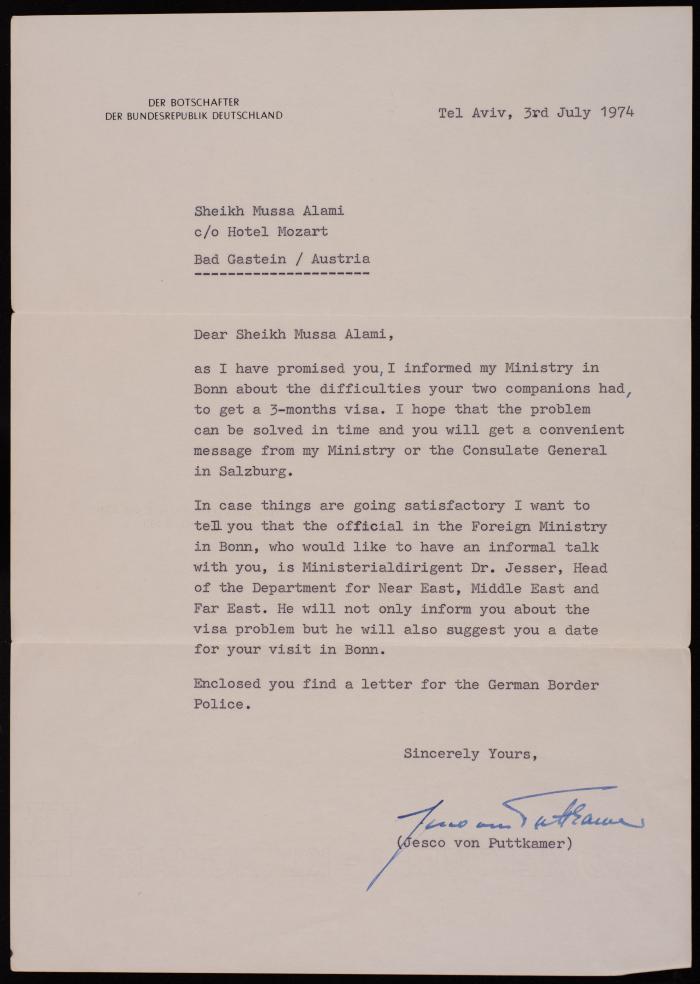 DER BOTSCHAFTER
DER BUNDESREPUBLIK DEUTSCHLAND
Tel Aviv, 3rd July 1974
Sheikh Mussa Alami
c/o Hotel Mozart
Bad Gastein / Austria
---------------------
Dear Sheikh Mussa Alami,
as I have promised you, I informed my Ministry in
Bonn about the difficulties your two companions had,
to get a 3-months visa. I hope that the problem
can be solved in time and you will get a convenient
message from my Ministry or the Consulate General
in Salzburg.
In case things are going satisfactory I want to
tell you that the official in the Foreign Ministry
in Bonn, who would like to have an informal talk
with you, is Ministerialdirigent Dr. Jesser, Head
of the Department for Near East, Middle East and
Far East. He will not only inform you about the
visa problem but he will also suggest you a date
for your visit in Bonn.
Enclosed you find a letter for the German Border
Police.
Sincerely Yours,
Jesco von Puttkamer
(Jesco von Puttkamer)